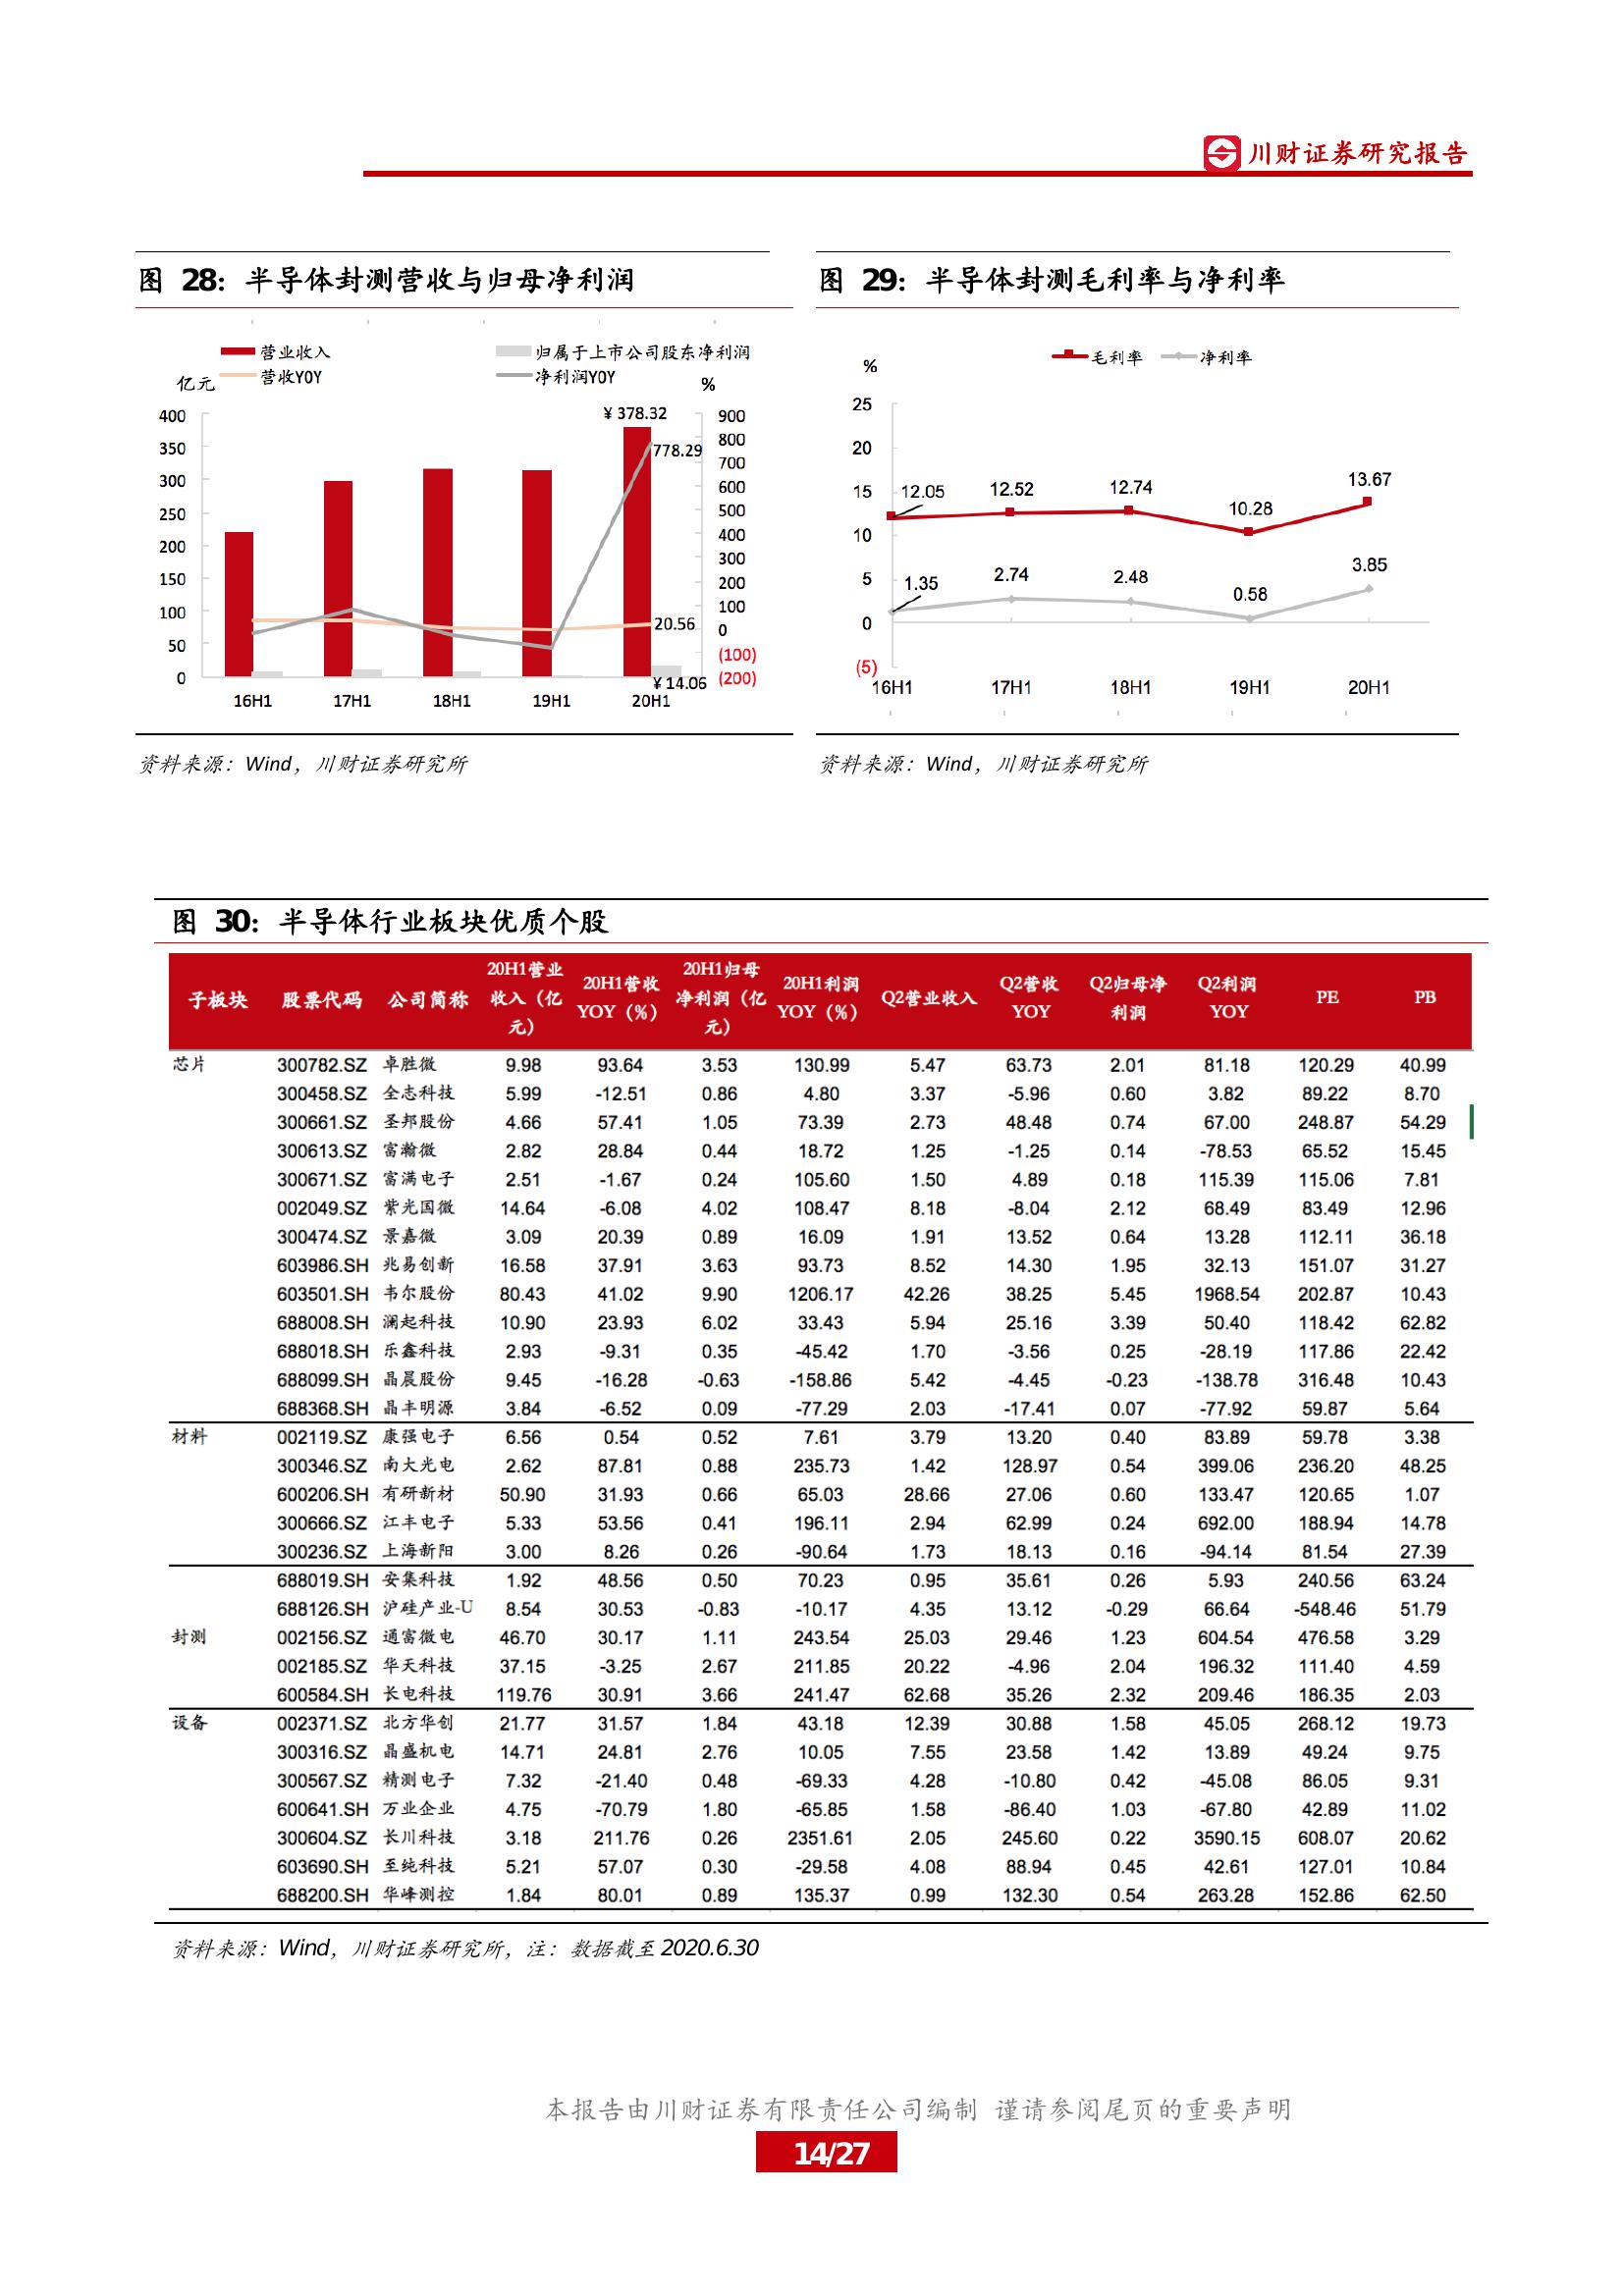 川财证券研究报告
图 28：半导体封测营收与归母净利润
营业收入 归属于上市公司股东净利润
营收YOY 净利润YOY
亿元 %
¥ 378.32
400 900
350 800
300 700
250 600
200 500
150 400
100 300
50 200
0 100
0
(100)
(200)
778.29
20.56
¥ 14.06
16H1 17H1 18H1 19H1 20H1
资料来源：Wind，川财证券研究所
图 29：半导体封测毛利率与净利率
毛利率 净利率
%
25
20
15
10
5
0
(5)
12.05 12.52 12.74 10.28 13.67
1.35 2.74 2.48 0.58 3.85
16H1 17H1 18H1 19H1 20H1
资料来源：Wind，川财证券研究所
图 30：半导体行业板块优质个股
子板块 股票代码 公司简称 20H1营业收入（亿元） 20H1营收YOY（%） 20H1归母净利润（亿元） 20H1利润YOY（%） Q2营业收入 Q2营收YOY Q2归母净利润 Q2利润YOY PE PB
芯片 300782.SZ 卓胜微 9.98 93.64 3.53 130.99 5.47 63.73 2.01 81.18 120.29 40.99
300458.SZ 全志科技 5.99 -12.51 0.86 4.80 3.37 -5.96 0.60 3.82 89.22 8.70
300661.SZ 圣邦股份 4.66 57.41 1.05 73.39 2.73 48.48 0.74 67.00 248.87 54.29
300613.SZ 富瀚微 2.82 28.84 0.44 18.72 1.25 -1.25 0.14 -78.53 65.52 15.45
300671.SZ 富满电子 2.51 -1.67 0.24 105.60 1.50 4.89 0.18 115.39 115.06 7.81
002049.SZ 紫光国微 14.64 -6.08 4.02 108.47 8.18 -8.04 2.12 68.49 83.49 12.96
300474.SZ 景嘉微 3.09 20.39 0.89 16.09 1.91 13.52 0.64 13.28 112.11 36.18
603986.SH 兆易创新 16.58 37.91 3.63 93.73 8.52 14.30 1.95 32.13 151.07 31.27
603501.SH 韦尔股份 80.43 41.02 9.90 1206.17 42.26 38.25 5.45 1968.54 202.87 10.43
688008.SH 澜起科技 10.90 23.93 6.02 33.43 5.94 25.16 3.39 50.40 118.42 62.82
688018.SH 乐鑫科技 2.93 -9.31 0.35 -45.42 1.70 -3.56 0.25 -28.19 117.86 22.42
688099.SH 晶晨股份 9.45 -16.28 -0.63 -158.86 5.42 -4.45 -0.23 -138.78 316.48 10.43
688368.SH 晶丰明源 3.84 -6.52 0.09 -77.29 2.03 -17.41 0.07 -77.92 59.87 5.64
材料 002119.SZ 康强电子 6.56 0.54 0.52 7.61 3.79 13.20 0.40 83.89 59.78 3.38
300346.SZ 南大光电 2.62 87.81 0.88 235.73 1.42 128.97 0.54 399.06 236.20 48.25
600206.SH 有研新材 50.90 31.93 0.66 65.03 28.66 27.06 0.60 133.47 120.65 1.07
300666.SZ 江丰电子 5.33 53.56 0.41 196.11 2.94 62.99 0.24 692.00 188.94 14.78
300236.SZ 上海新阳 3.00 8.26 0.26 -90.64 1.73 18.13 0.16 -94.14 81.54 27.39
688019.SH 安集科技 1.92 48.56 0.50 70.23 0.95 35.61 0.26 5.93 240.56 63.24
688126.SH 沪硅产业-U 8.54 30.53 -0.83 -10.17 4.35 13.12 -0.29 66.64 -548.46 51.79
封测 002156.SZ 通富微电 46.70 30.17 1.11 243.54 25.03 29.46 1.23 604.54 476.58 3.29
002185.SZ 华天科技 37.15 -3.25 2.67 211.85 20.22 -4.96 2.04 196.32 111.40 4.59
600584.SH 长电科技 119.76 30.91 3.66 241.47 62.68 35.26 2.32 209.46 186.35 2.03
设备 002371.SZ 北方华创 21.77 31.57 1.84 43.18 12.39 30.88 1.58 45.05 268.12 19.73
300316.SZ 晶盛机电 14.71 24.81 2.76 10.05 7.55 23.58 1.42 13.89 49.24 9.75
300567.SZ 精测电子 7.32 -21.40 0.48 -69.33 4.28 -10.80 0.42 -45.08 86.05 9.31
600641.SH 万业企业 4.75 -70.79 1.80 -65.85 1.58 -86.40 1.03 -67.80 42.89 11.02
300604.SZ 长川科技 3.18 211.76 0.26 2351.61 2.05 245.60 0.22 3590.15 608.07 20.62
603690.SH 至纯科技 5.21 57.07 0.30 -29.58 4.08 88.94 0.45 42.61 127.01 10.84
688200.SH 华峰测控 1.84 80.01 0.89 135.37 0.99 132.30 0.54 263.28 152.86 62.50
资料来源：Wind，川财证券研究所，注：数据截至 2020.6.30
本报告由川财证券有限责任公司编制 谨请参阅尾页的重要声明
14/27